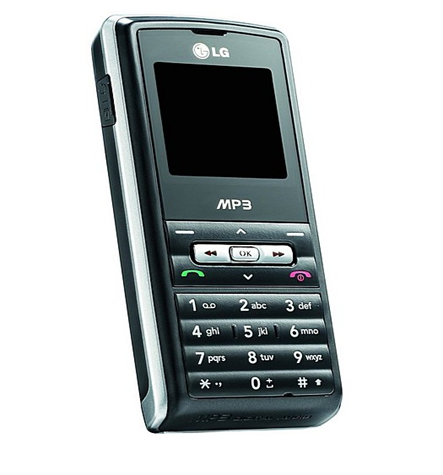 LG
MP3
OK
1 2 abc 3 def
4 ghi 5 jkl 6 mno
7 pqrs 8 tuv 9 wxyz
* ., 0 #
MP3